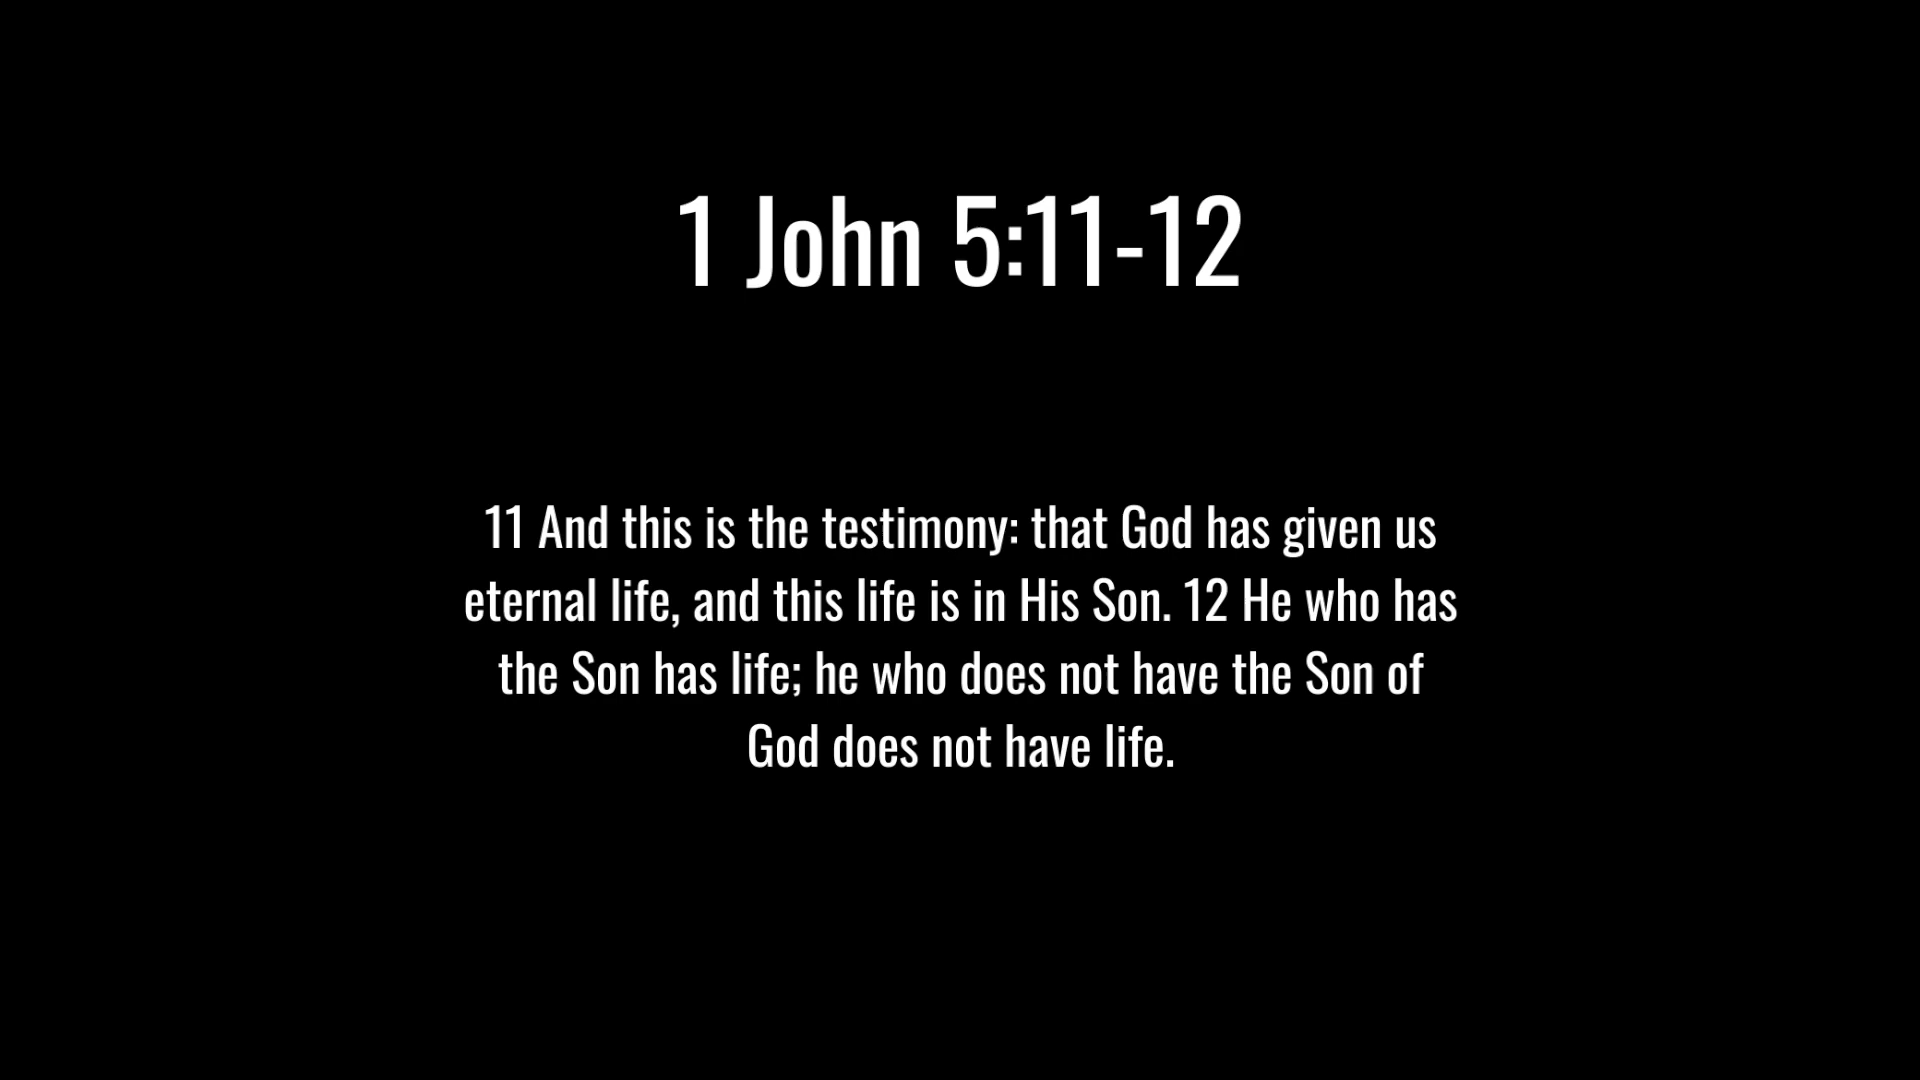 1 John 5:11-12
11 And this is the testimony: that God has given us
eternal life, and this life is in His Son. 12 He who has
the Son has life; he who does not have the Son of
God does not have life.